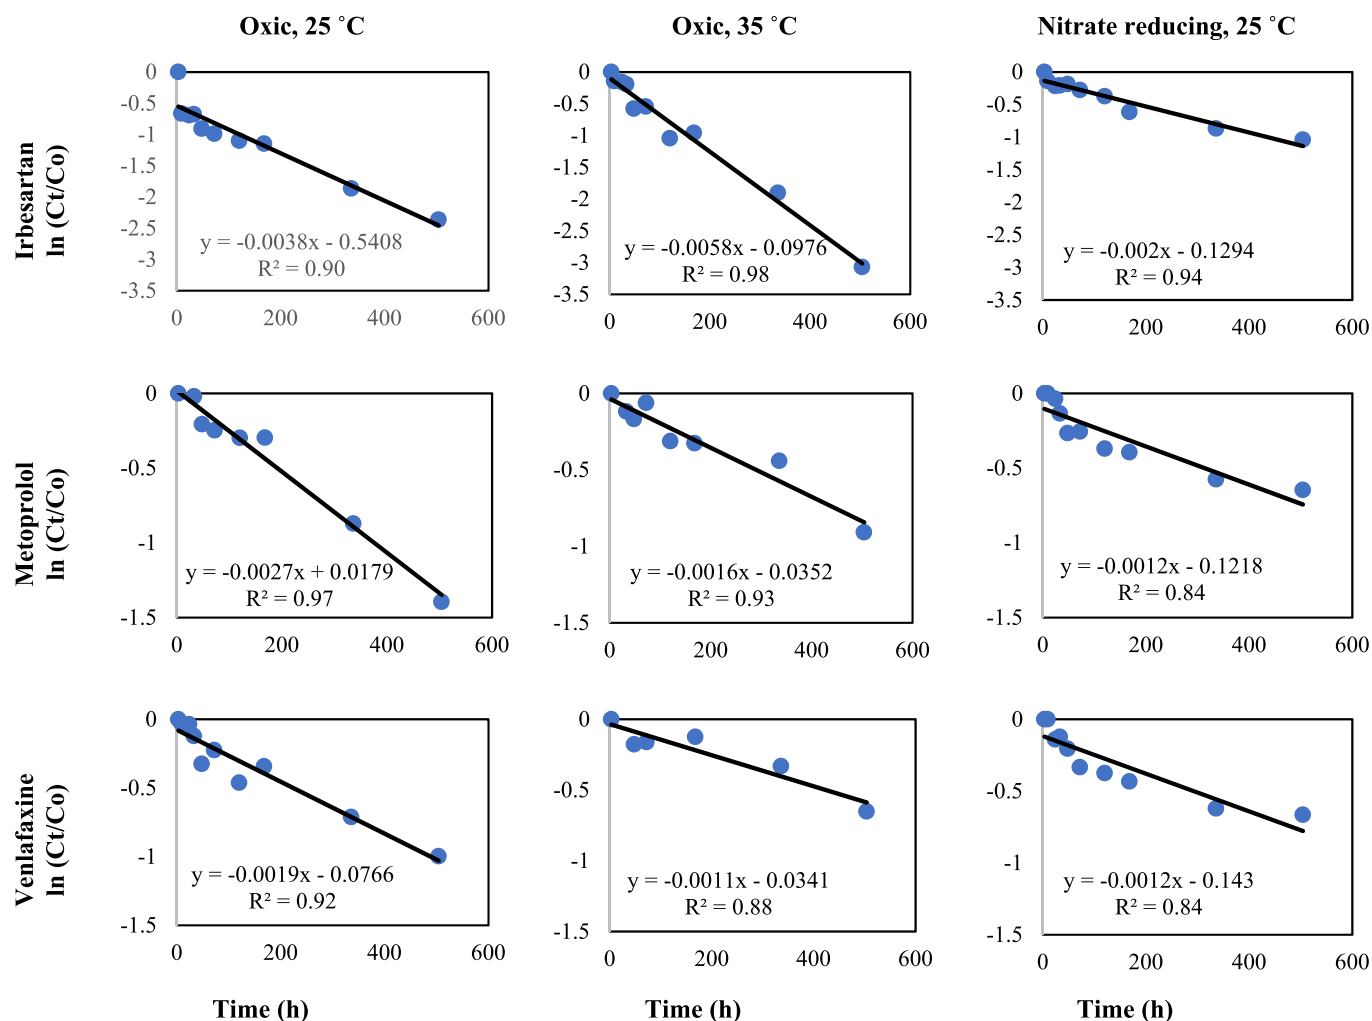 Oxic, 25 ˚C
Oxic, 35 ˚C
Nitrate reducing, 25 ˚C
Irbesartan
ln (Ct/Co)
0
-0.5
-1
-1.5
-2
-2.5
-3
-3.5
y = -0.0038x - 0.5408
R² = 0.90
0 200 400 600
0
-0.5
-1
-1.5
-2
-2.5
-3
-3.5
y = -0.0058x - 0.0976
R² = 0.98
0 200 400 600
0
-0.5
-1
-1.5
-2
-2.5
-3
-3.5
y = -0.002x - 0.1294
R² = 0.94
0 200 400 600
Metoprolol
ln (Ct/Co)
0
-0.5
-1
-1.5
y = -0.0027x + 0.0179
R² = 0.97
0 200 400 600
0
-0.5
-1
-1.5
y = -0.0016x - 0.0352
R² = 0.93
0 200 400 600
0
-0.5
-1
-1.5
y = -0.0012x - 0.1218
R² = 0.84
0 200 400 600
Venlafaxine
ln (Ct/Co)
0
-0.5
-1
-1.5
y = -0.0019x - 0.0766
R² = 0.92
0 200 400 600
0
-0.5
-1
-1.5
y = -0.0011x - 0.0341
R² = 0.88
0 200 400 600
0
-0.5
-1
-1.5
y = -0.0012x - 0.143
R² = 0.84
0 200 400 600
Time (h)
Time (h)
Time (h)